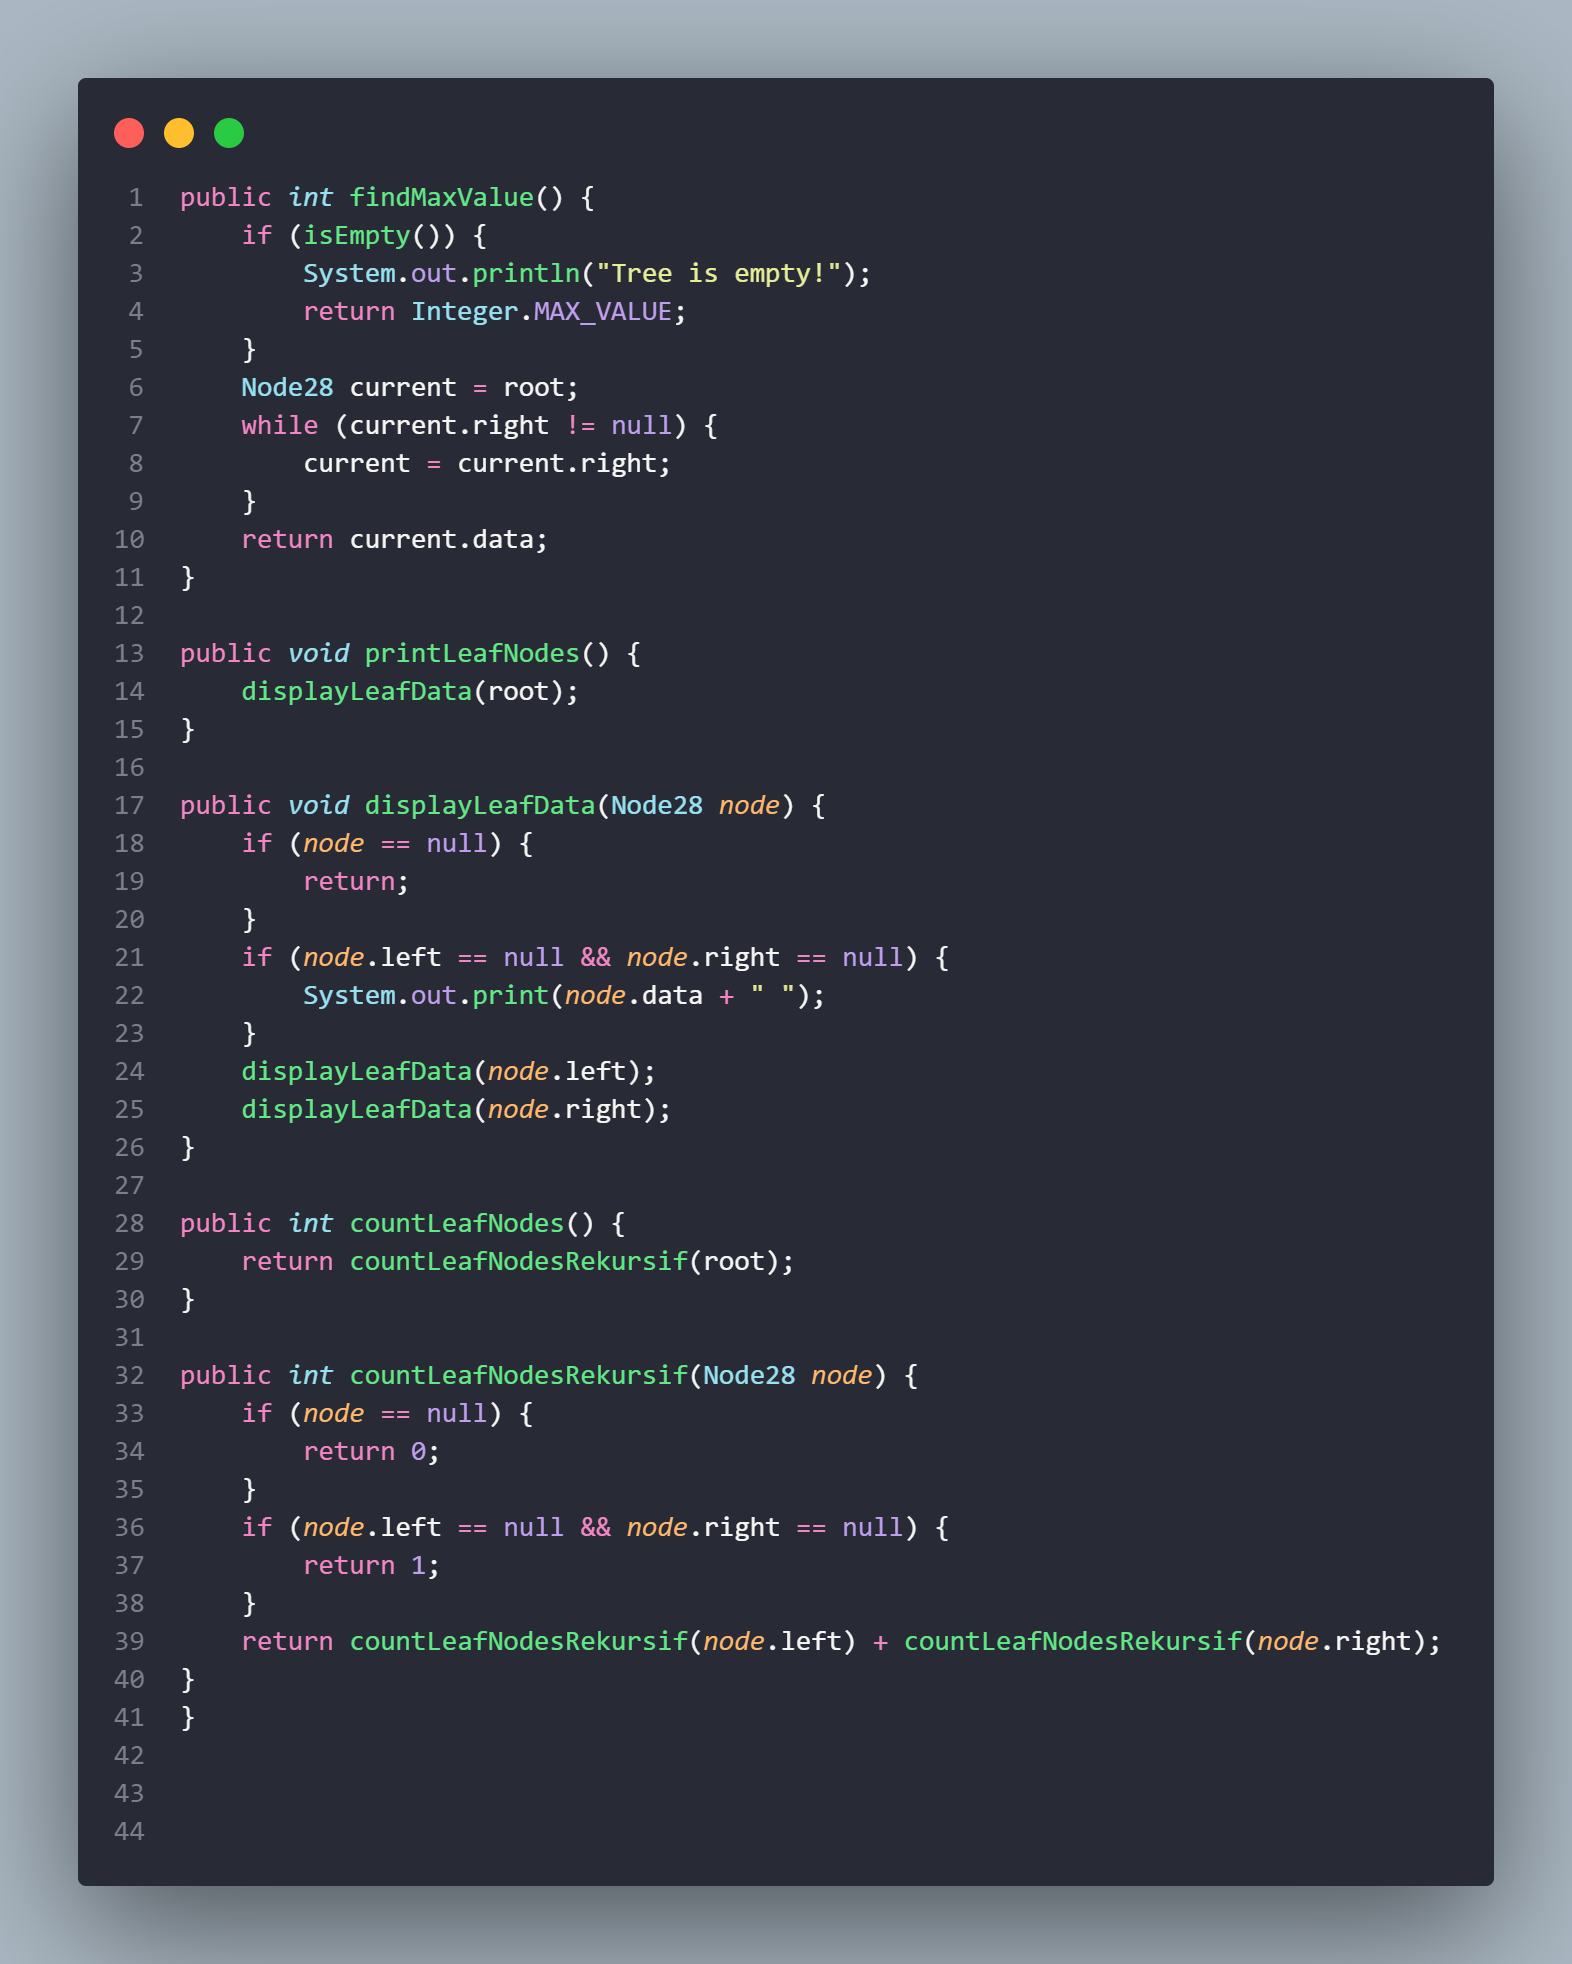 1 public int findMaxValue() {
2     if (isEmpty()) {
3         System.out.println("Tree is empty!");
4         return Integer.MAX_VALUE;
5     }
6     Node28 current = root;
7     while (current.right != null) {
8         current = current.right;
9     }
10     return current.data;
11 }
12
13 public void printLeafNodes() {
14     displayLeafData(root);
15 }
16
17 public void displayLeafData(Node28 node) {
18     if (node == null) {
19         return;
20     }
21     if (node.left == null && node.right == null) {
22         System.out.print(node.data + " ");
23     }
24     displayLeafData(node.left);
25     displayLeafData(node.right);
26 }
27
28 public int countLeafNodes() {
29     return countLeafNodesRekursif(root);
30 }
31
32 public int countLeafNodesRekursif(Node28 node) {
33     if (node == null) {
34         return 0;
35     }
36     if (node.left == null && node.right == null) {
37         return 1;
38     }
39     return countLeafNodesRekursif(node.left) + countLeafNodesRekursif(node.right);
40 }
41 }
42
43
44